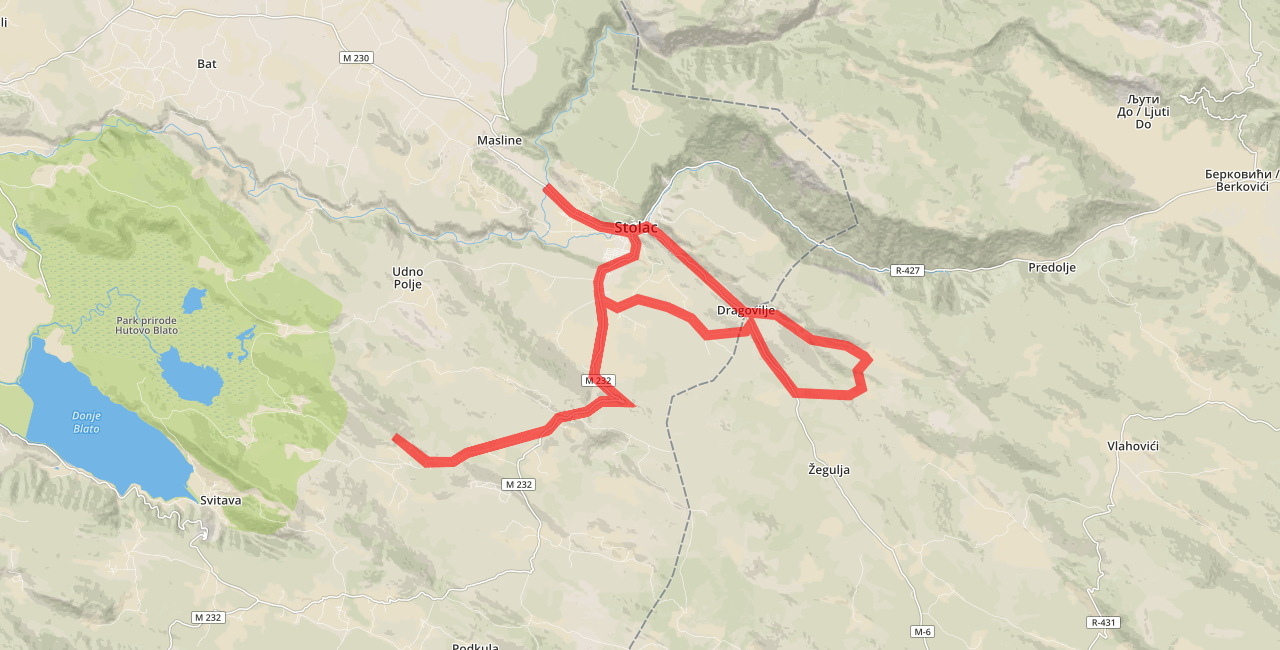 li
Bat
M 230
Masline
Љути
До / Ljuti
Do
Берковићи /
Berkovići
Stolac
Udno
Polje
R-427
Predolje
Park prirode
Hutovo Blato
Dragovilje
M 232
Donje
Blato
Vlahovići
Žegulja
M 232
Svitava
M 232
M-6
R-431
Podkula